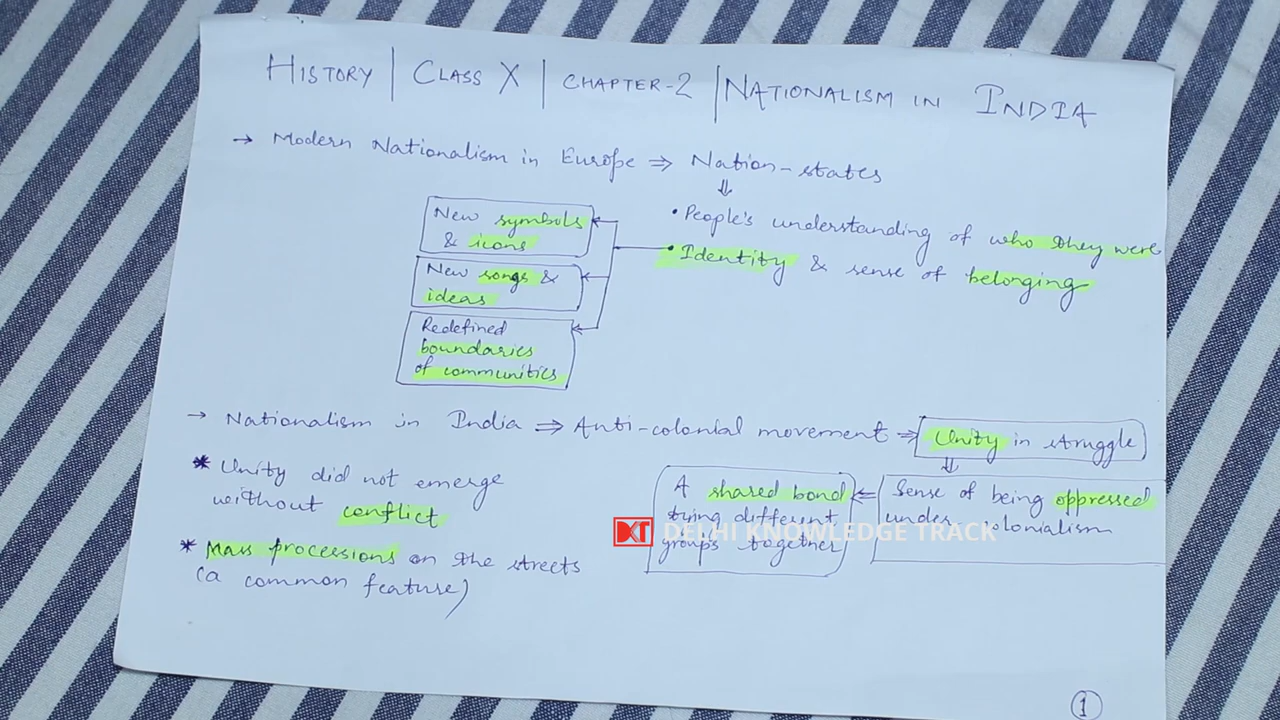 HISTORY | CLASS X | CHAPTER-2 | NATIONALISM IN INDIA
→ Modern Nationalism in Europe ⇒ Nation-states
⇓
• People's understanding of who they were
• Identity & sense of belonging
New symbols
& icons
New songs &
ideas
Redefined
boundaries
of communities
→ Nationalism in India ⇒ Anti-colonial movement ⇒ Unity in struggle
⇓
Sense of being oppressed
under colonialism
⇐
A shared bond
tying different
groups together
* Unity did not emerge
without conflict
* Mass processions on the streets
(a common feature)
DKT DELHI KNOWLEDGE TRACK
1